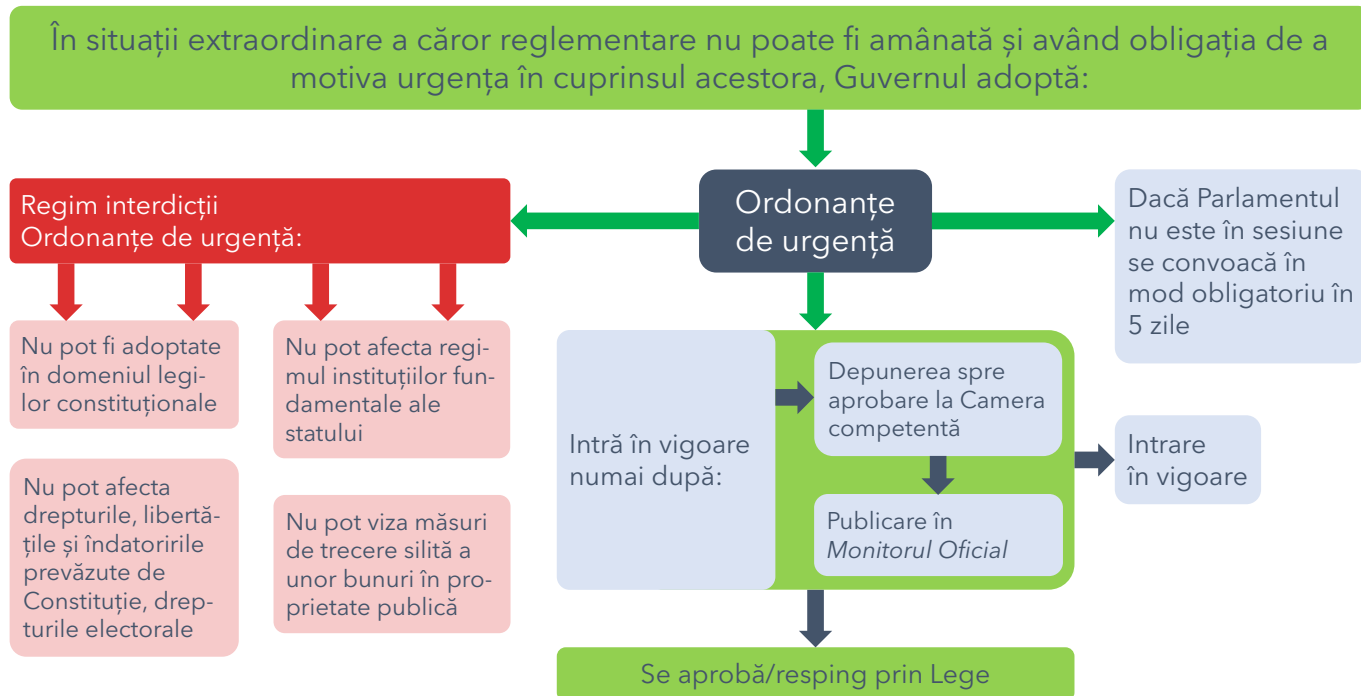 În situații extraordinare a căror reglementare nu poate fi amânată și având obligația de a
motiva urgența în cuprinsul acestora, Guvernul adoptă:
Regim interdicții
Ordonanțe de urgență:
Ordonanțe
de urgență
Dacă Parlamentul
nu este în sesiune
se convoacă în
mod obligatoriu în
5 zile
Nu pot fi adoptate
în domeniul legi-
lor constituționale
Nu pot afecta regi-
mul instituțiilor fun-
damentale ale
statului
Nu pot afecta
drepturile, libertă-
țile și îndatoririle
prevăzute de
Constituție, drep-
turile electorale
Nu pot viza măsuri
de trecere silită a
unor bunuri în pro-
prietate publică
Intră în vigoare
numai după:
Depunerea spre
aprobare la Camera
competentă
Publicare în
Monitorul Oficial
Intrare
în vigoare
Se aprobă/resping prin Lege